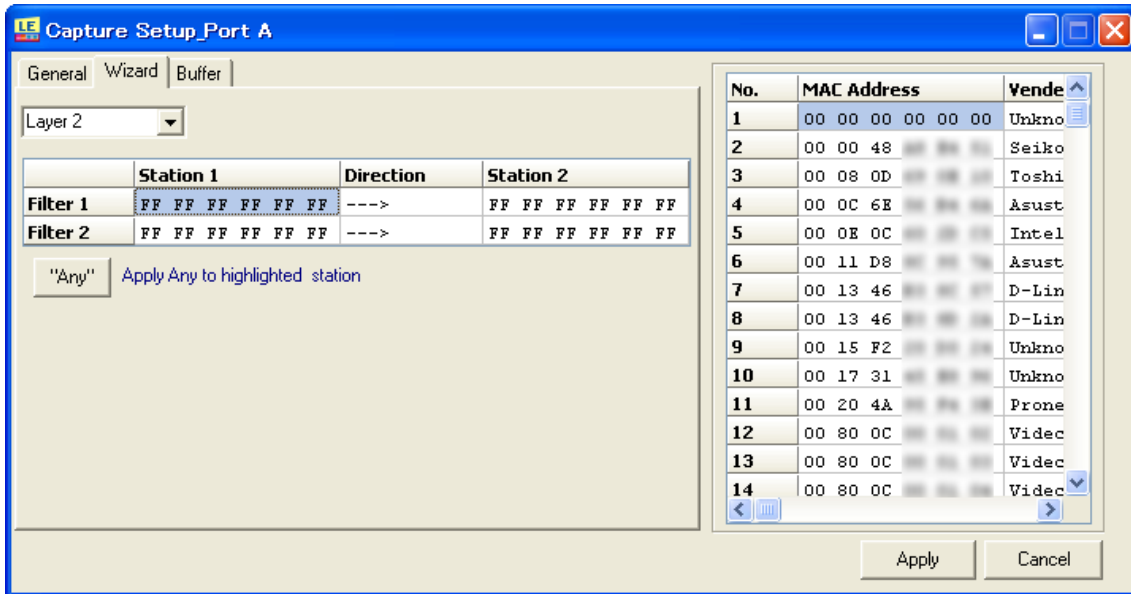 LE Capture Setup_Port A
General Wizard Buffer
Layer 2
Station 1 Direction Station 2
Filter 1 FF FF FF FF FF FF ---> FF FF FF FF FF FF
Filter 2 FF FF FF FF FF FF ---> FF FF FF FF FF FF
"Any" Apply Any to highlighted station
No. MAC Address Vende
1 00 00 00 00 00 00 Unkno
2 00 00 48 Seiko
3 00 08 0D Toshi
4 00 0C 6E Asust
5 00 0E 0C Intel
6 00 11 D8 Asust
7 00 13 46 D-Lin
8 00 13 46 D-Lin
9 00 15 F2 Unkno
10 00 17 31 Unkno
11 00 20 4A Prone
12 00 80 0C Videc
13 00 80 0C Videc
14 00 80 0C Videc
Apply Cancel